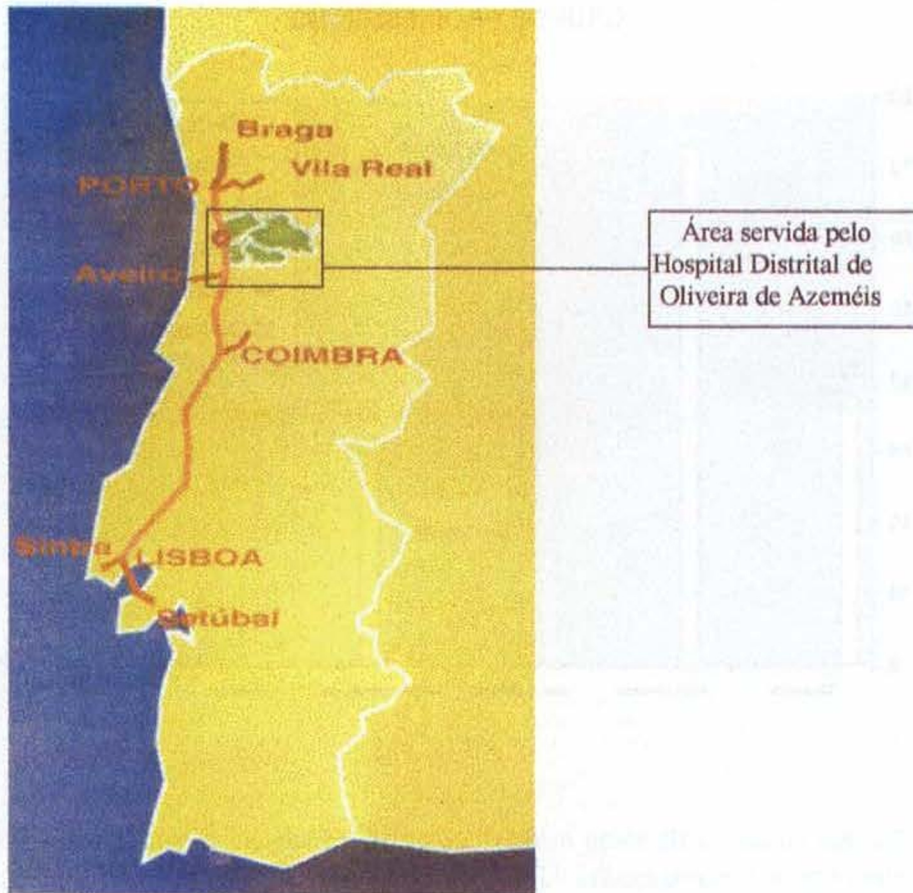 Braga
Vila Real
PORTO
Área servida pelo
Hospital Distrital de
Oliveira de Azeméis
Aveiro
COIMBRA
Sintra
LISBOA
Setúbal